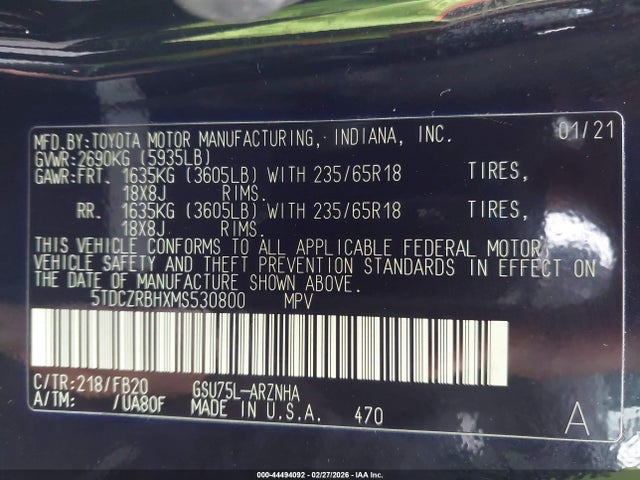 MFD.BY:TOYOTA MOTOR MANUFACTURING, INDIANA, INC. 01/21
GVWR:2690KG (5935LB)
GAWR:FRT. 1635KG (3605LB) WITH 235/65R18 TIRES,
18X8J RIMS.
RR. 1635KG (3605LB) WITH 235/65R18 TIRES,
18X8J RIMS.
THIS VEHICLE CONFORMS TO ALL APPLICABLE FEDERAL MOTOR
VEHICLE SAFETY AND THEFT PREVENTION STANDARDS IN EFFECT ON
THE DATE OF MANUFACTURE SHOWN ABOVE.
5TDCZRBHXMS530800 MPV
C/TR:218/FB20 GSU75L-ARZNHA
A/TM: /UA80F MADE IN U.S.A. 470 A
000-44494092 - 02/27/2026 - IAA Inc.